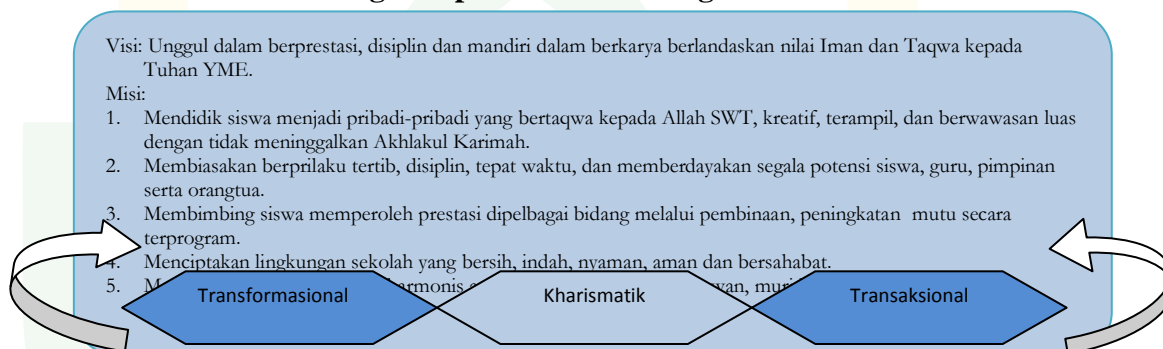 Visi: Unggul dalam berprestasi, disiplin dan mandiri dalam berkarya berlandaskan nilai Iman dan Taqwa kepada
Tuhan YME.
Misi:
1. Mendidik siswa menjadi pribadi-pribadi yang bertaqwa kepada Allah SWT, kreatif, terampil, dan berwawasan luas
dengan tidak meninggalkan Akhlakul Karimah.
2. Membiasakan berprilaku tertib, disiplin, tepat waktu, dan memberdayakan segala potensi siswa, guru, pimpinan
serta orangtua.
3. Membimbing siswa memperoleh prestasi dipelbagai bidang melalui pembinaan, peningkatan mutu secara
terprogram.
4. Menciptakan lingkungan sekolah yang bersih, indah, nyaman, aman dan bersahabat.
5.
Transformasional Kharismatik Transaksional